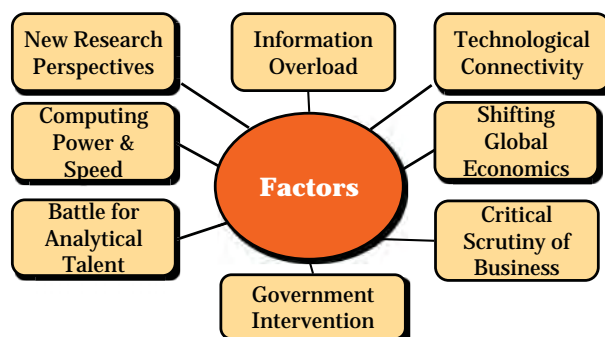 New Research
Perspectives
Information
Overload
Technological
Connectivity
Computing
Power &
Speed
Shifting
Global
Economics
Factors
Battle for
Analytical
Talent
Critical
Scrutiny of
Business
Government
Intervention